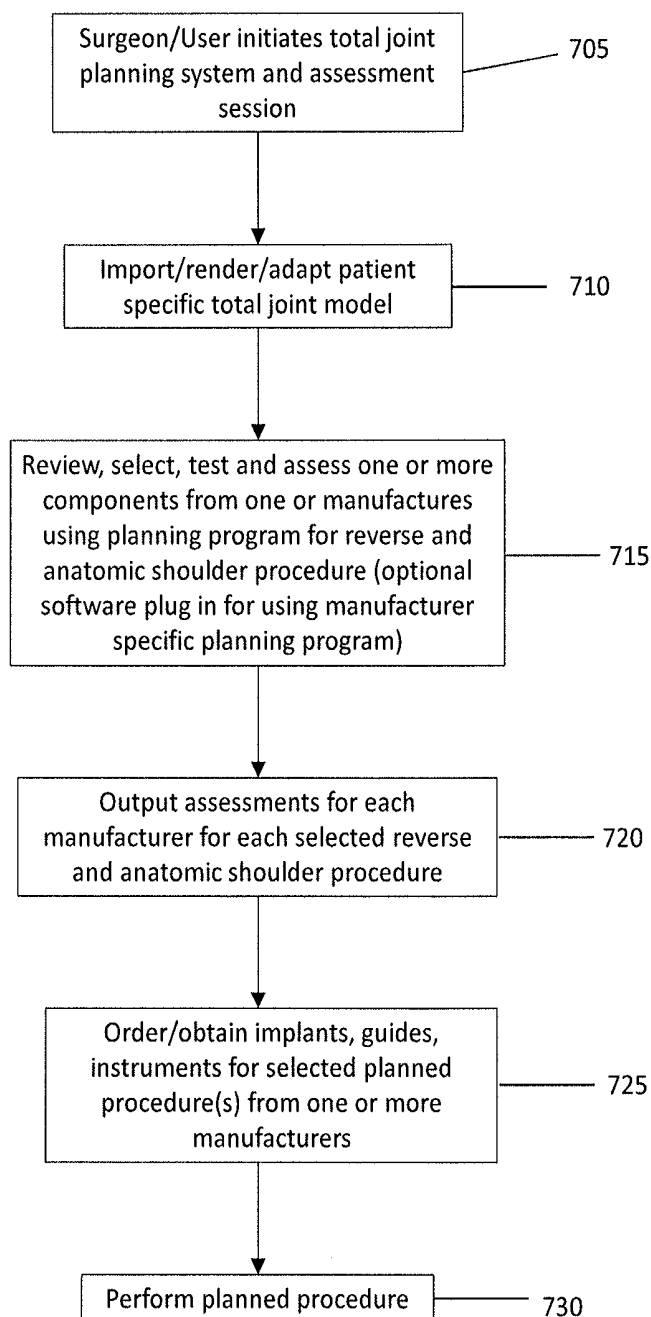 Surgeon/User initiates total joint
planning system and assessment
session
705
Import/render/adapt patient
specific total joint model
710
Review, select, test and assess one or more
components from one or manufactures
using planning program for reverse and
anatomic shoulder procedure (optional
software plug in for using manufacturer
specific planning program)
715
Output assessments for each
manufacturer for each selected reverse
and anatomic shoulder procedure
720
Order/obtain implants, guides,
instruments for selected planned
procedure(s) from one or more
manufacturers
725
Perform planned procedure
730